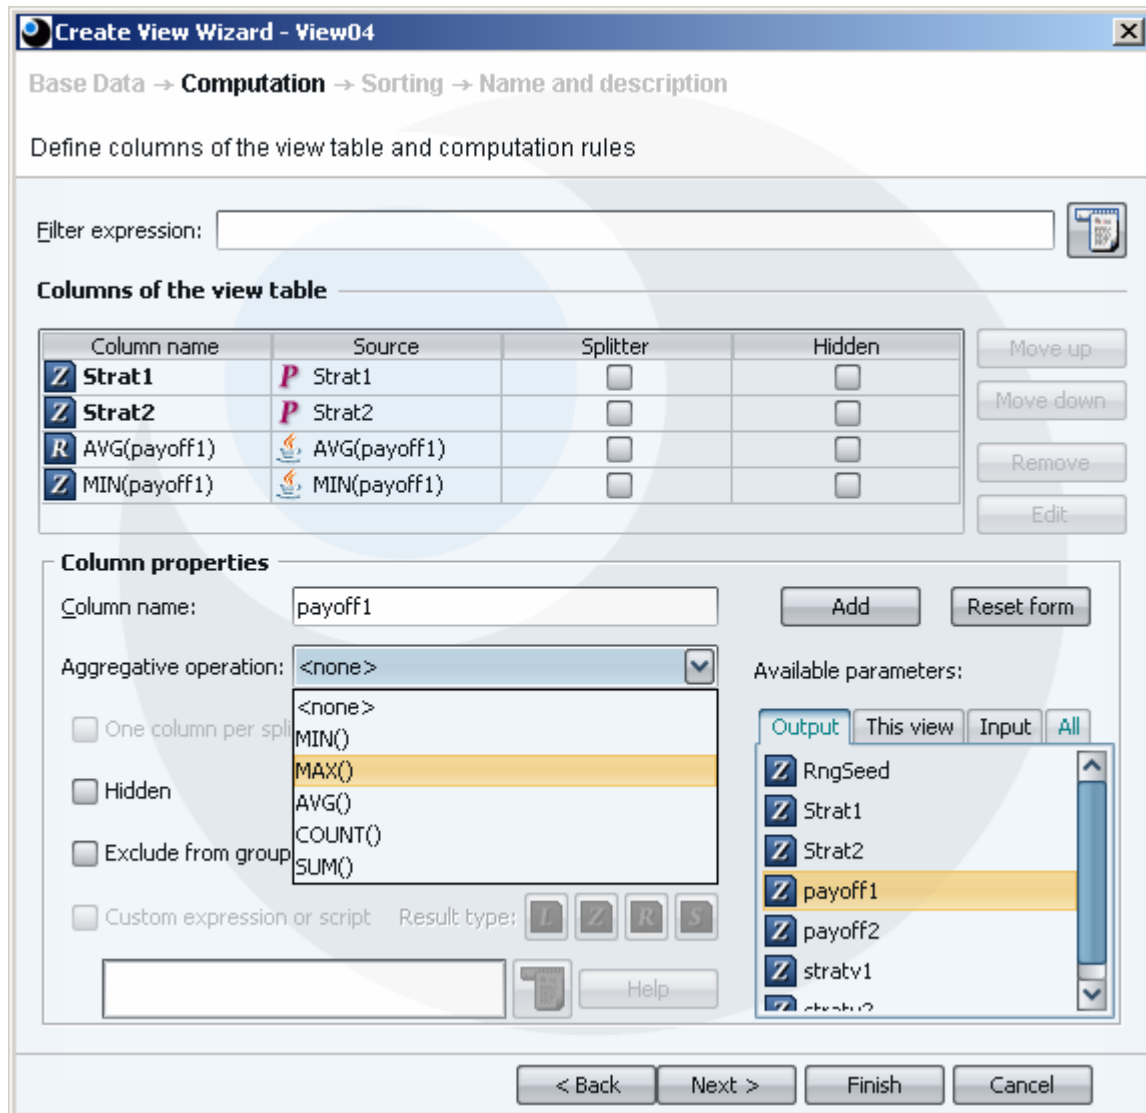 Create View Wizard - View04
Base Data → Computation → Sorting → Name and description
Define columns of the view table and computation rules
Filter expression:
Columns of the view table
Column name Source Splitter Hidden
Z Strat1 P Strat1
Z Strat2 P Strat2
R AVG(payoff1) AVG(payoff1)
Z MIN(payoff1) MIN(payoff1)
Move up
Move down
Remove
Edit
Column properties
Column name: payoff1
Add Reset form
Aggregative operation: <none>
<none>
MIN()
MAX()
AVG()
COUNT()
SUM()
One column per spli
Hidden
Exclude from group
Custom expression or script Result type: L Z R S
Help
Available parameters:
Output This view Input All
Z RngSeed
Z Strat1
Z Strat2
Z payoff1
Z payoff2
Z stratv1
Z stratv2
< Back Next > Finish Cancel